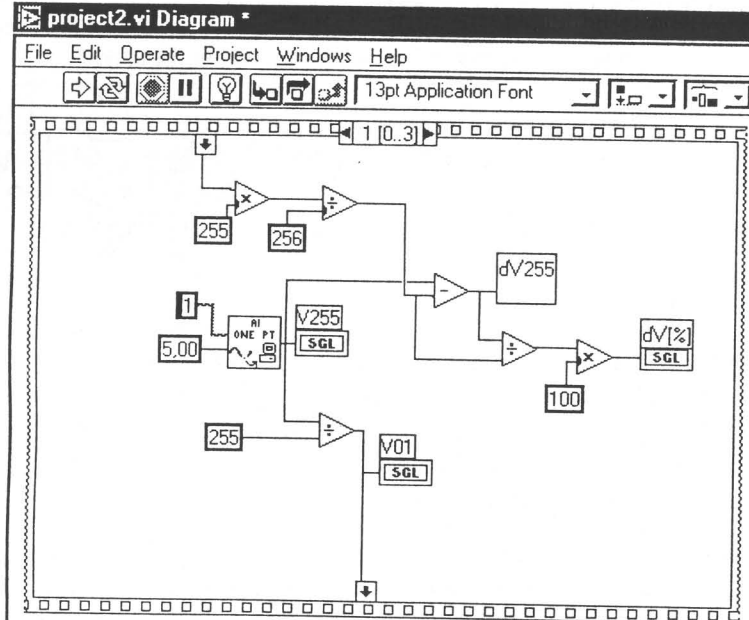 project2.vi Diagram *
File Edit Operate Project Windows Help
13pt Application Font
1 [0..3]
×
÷
255
256
-
dV255
1
AI
ONE PT
V255
SGL
5,00
÷
×
dV[%]
SGL
100
255
÷
V01
SGL